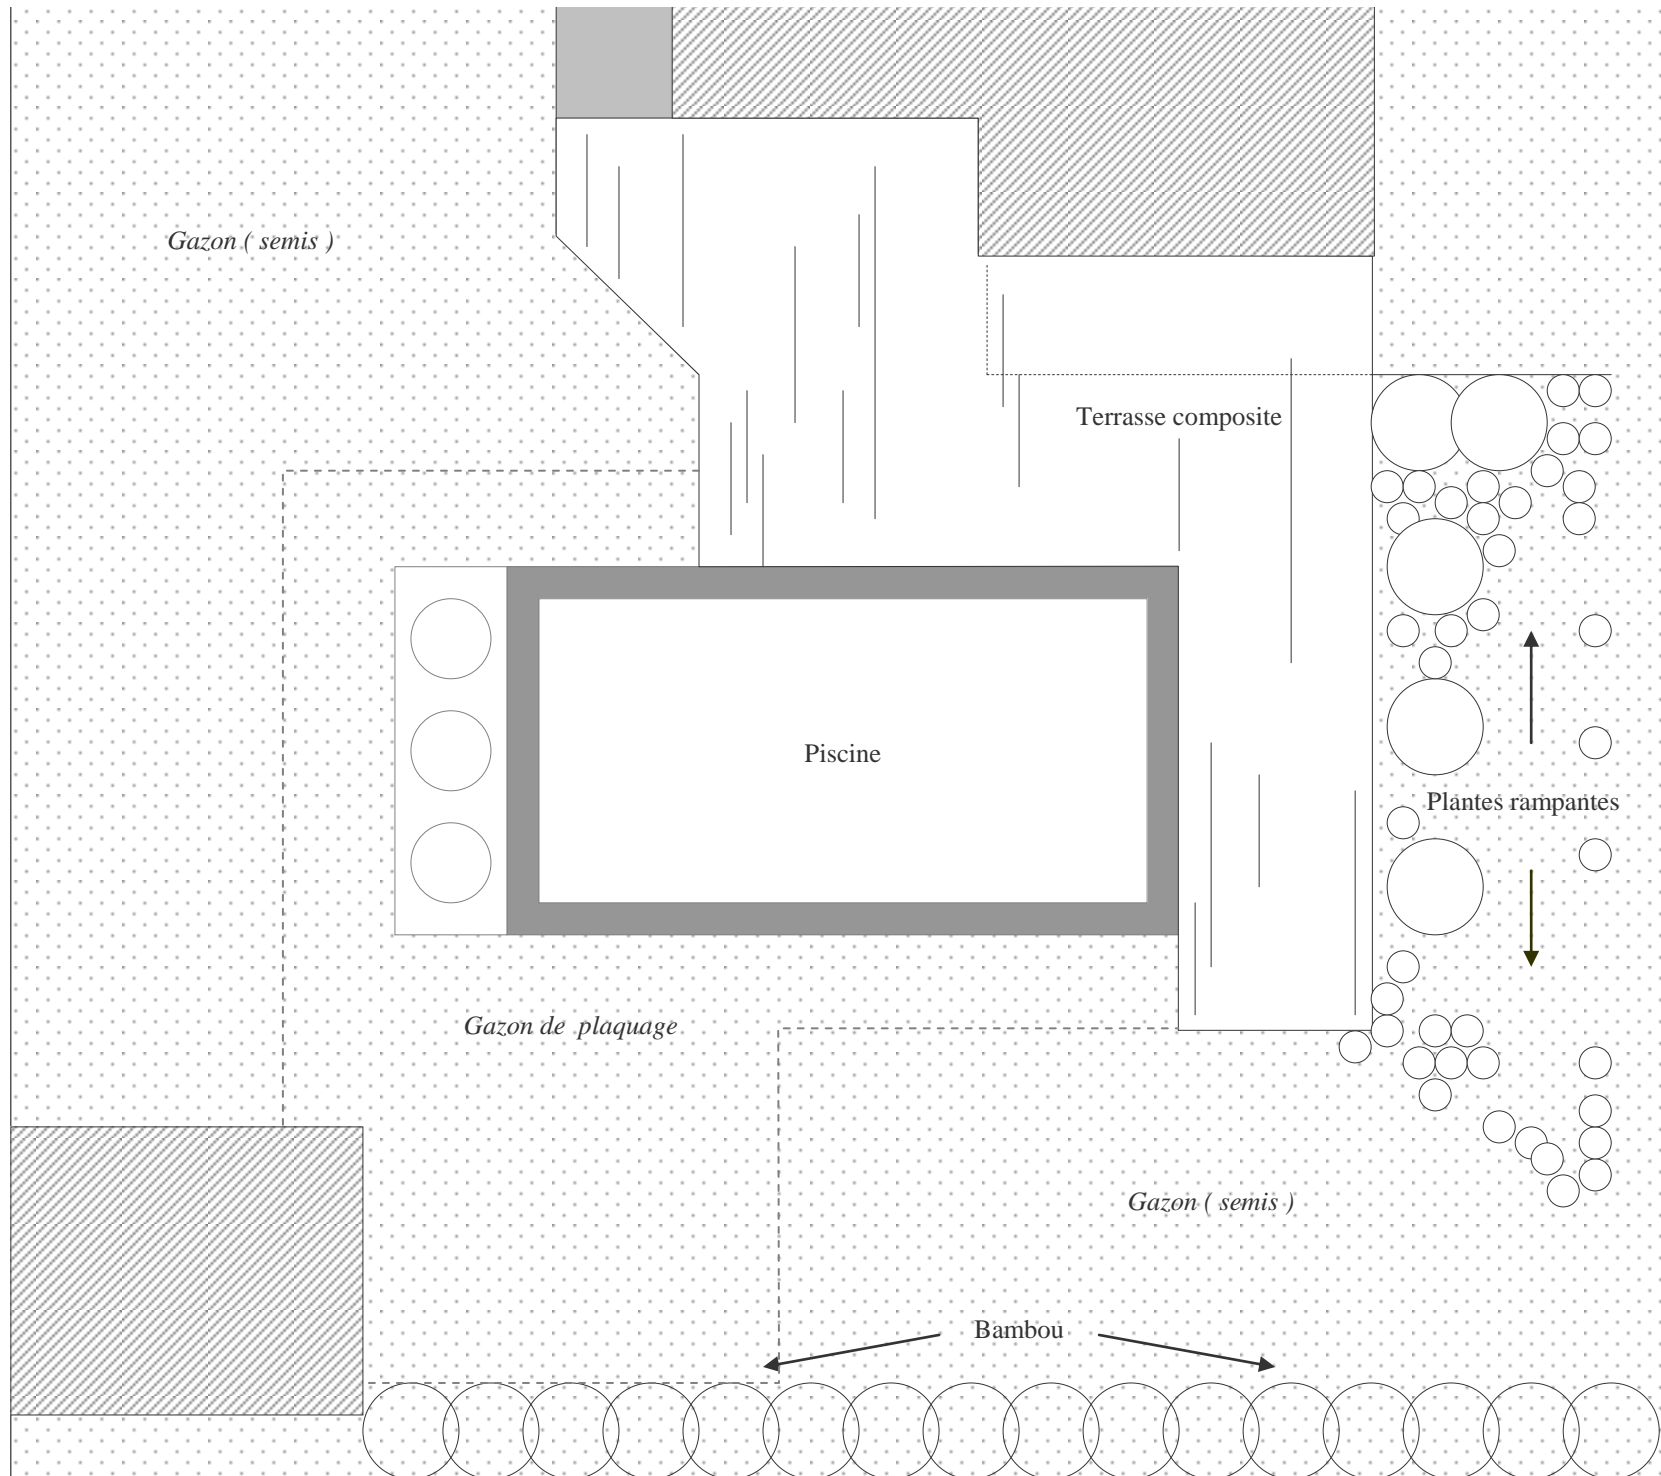 Gazon ( semis )
Terrasse composite
Piscine
Plantes rampantes
Gazon de plaquage
Gazon ( semis )
Bambou